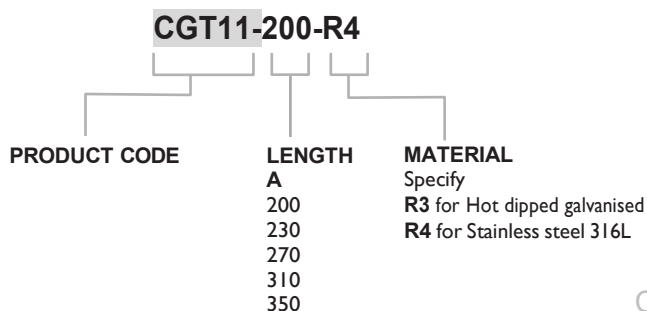 CGT11-200-R4
PRODUCT CODE
LENGTH
A
200
230
270
310
350
MATERIAL
Specify
R3 for Hot dipped galvanised
R4 for Stainless steel 316L